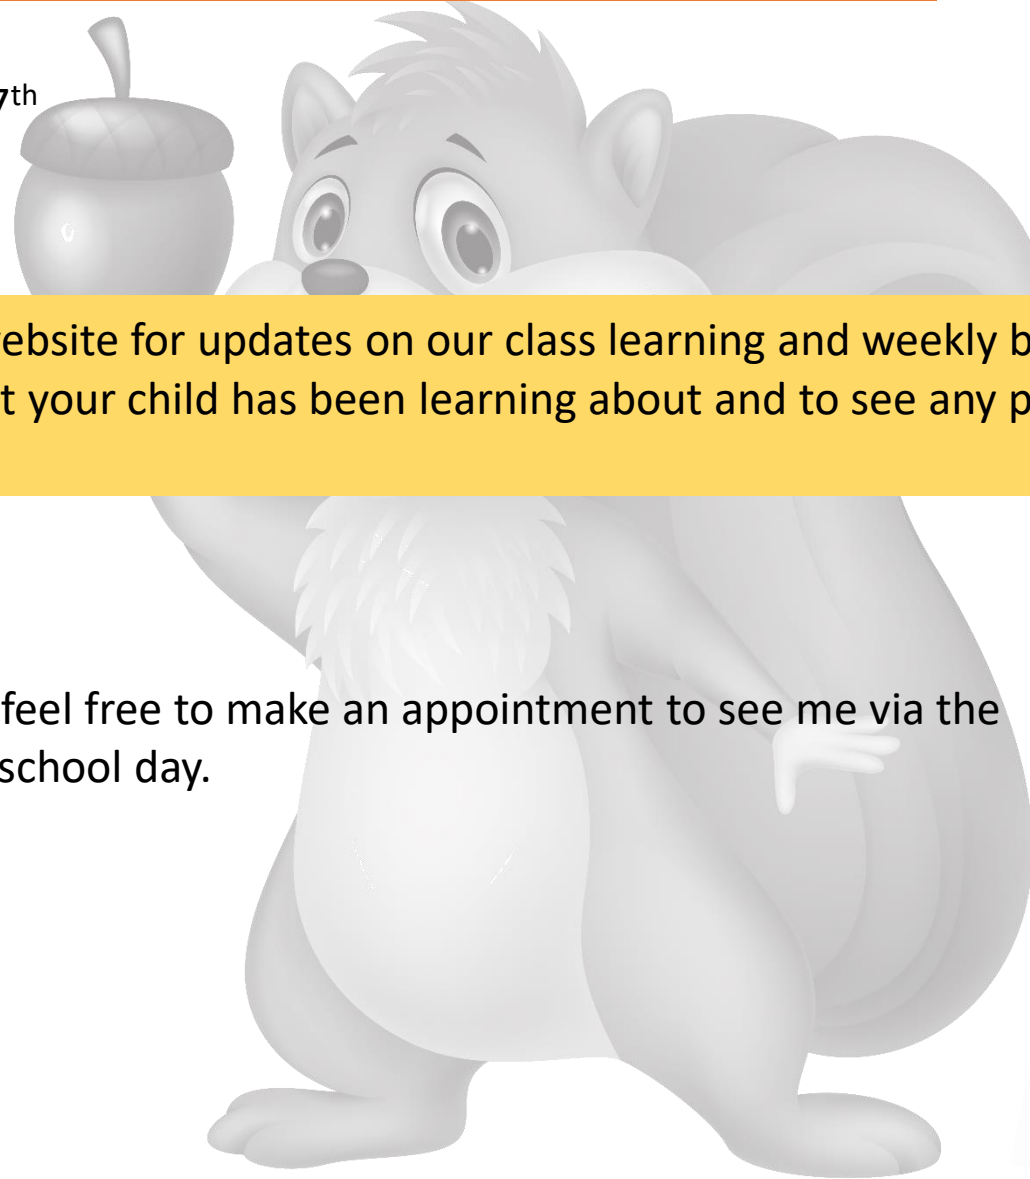 7th
ebsite for updates on our class learning and weekly b
t your child has been learning about and to see any p
feel free to make an appointment to see me via the
school day.